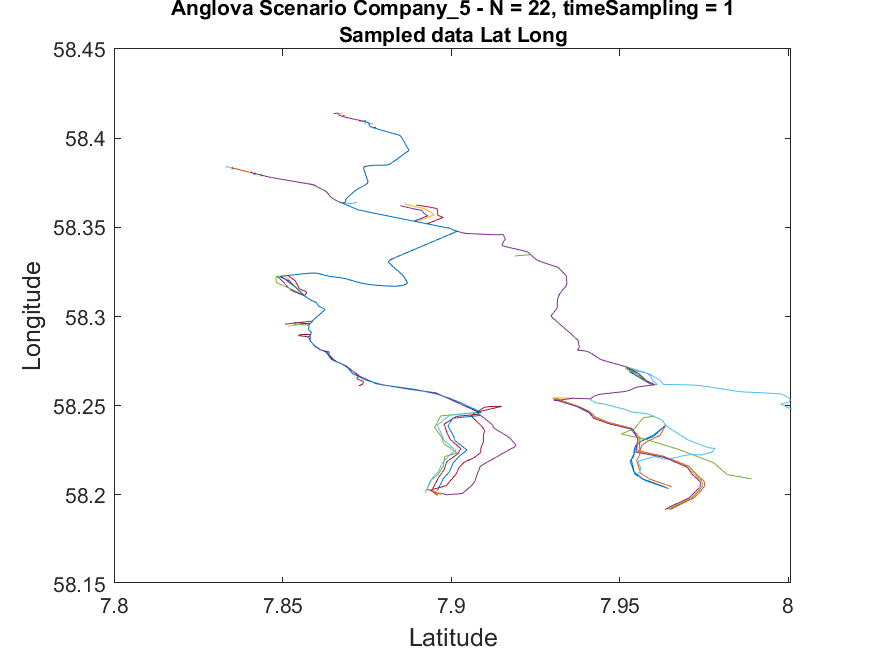 Anglova Scenario Company_5 - N = 22, timeSampling = 1
Sampled data Lat Long
58.45
58.4
58.35
58.3
58.25
58.2
58.15
Longitude
7.8 7.85 7.9 7.95 8
Latitude